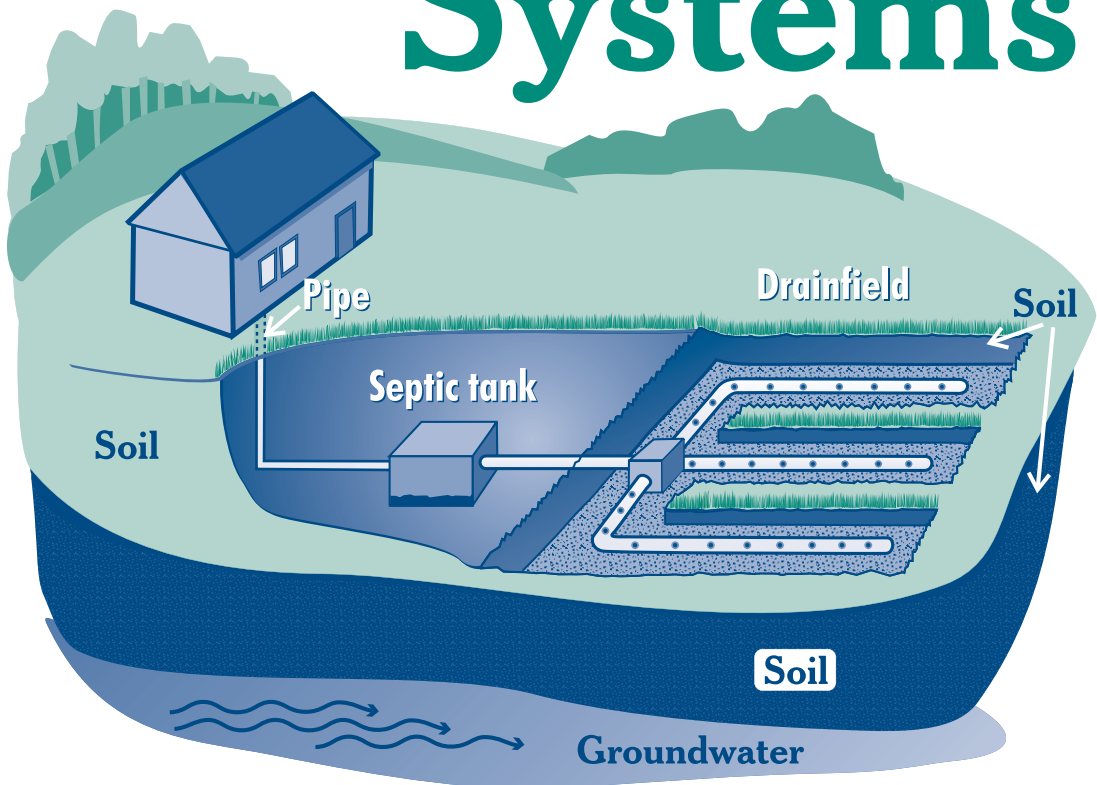 Systems
Pipe
Drainfield
Soil
Septic tank
Soil
Soil
Groundwater